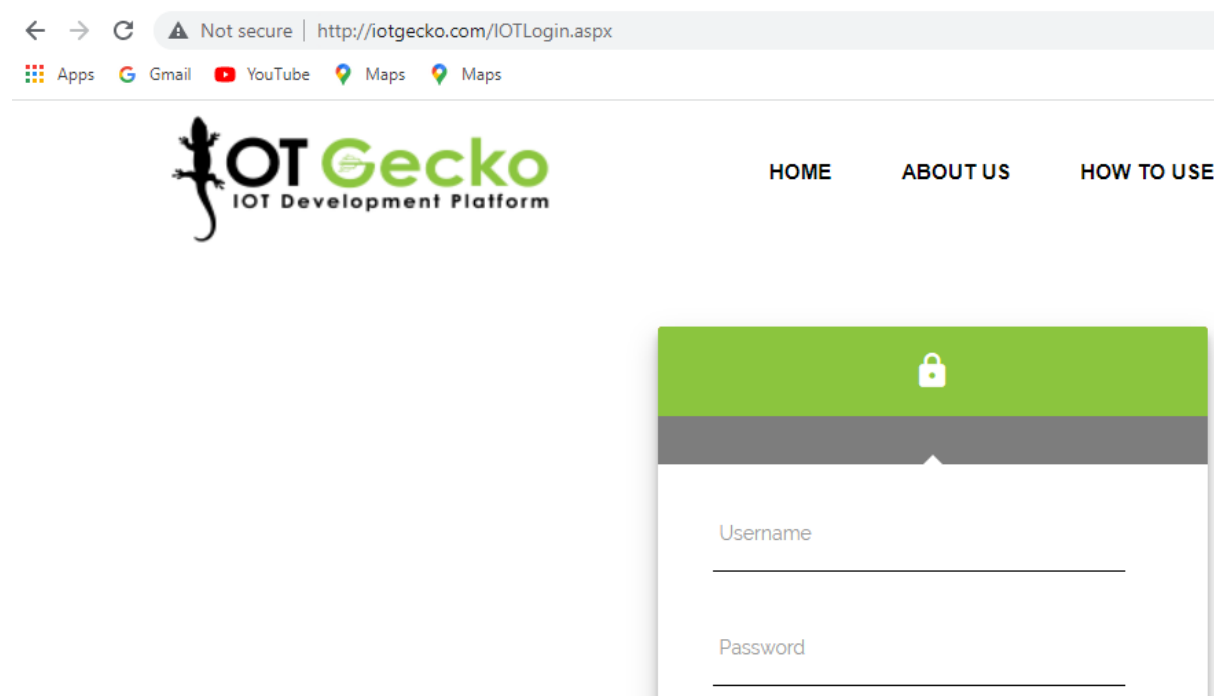 Not secure | http://iotgecko.com/IOTLogin.aspx
Apps Gmail YouTube Maps Maps
IOT Gecko
IOT Development Platform
HOME ABOUT US HOW TO USE
Username
Password